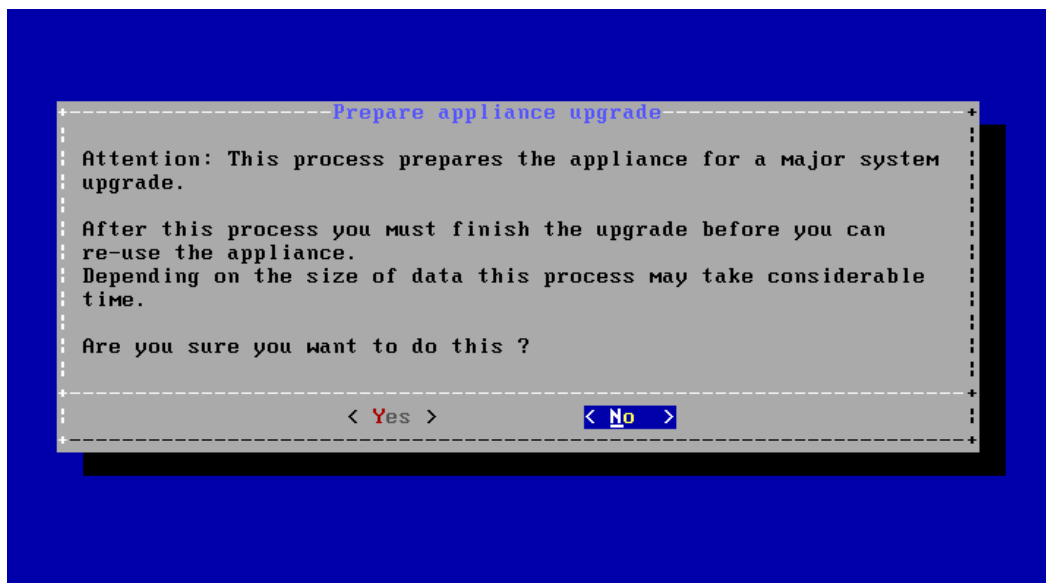 Prepare appliance upgrade
Attention: This process prepares the appliance for a major system
upgrade.
After this process you must finish the upgrade before you can
re-use the appliance.
Depending on the size of data this process may take considerable
time.
Are you sure you want to do this ?
< Yes > < No >